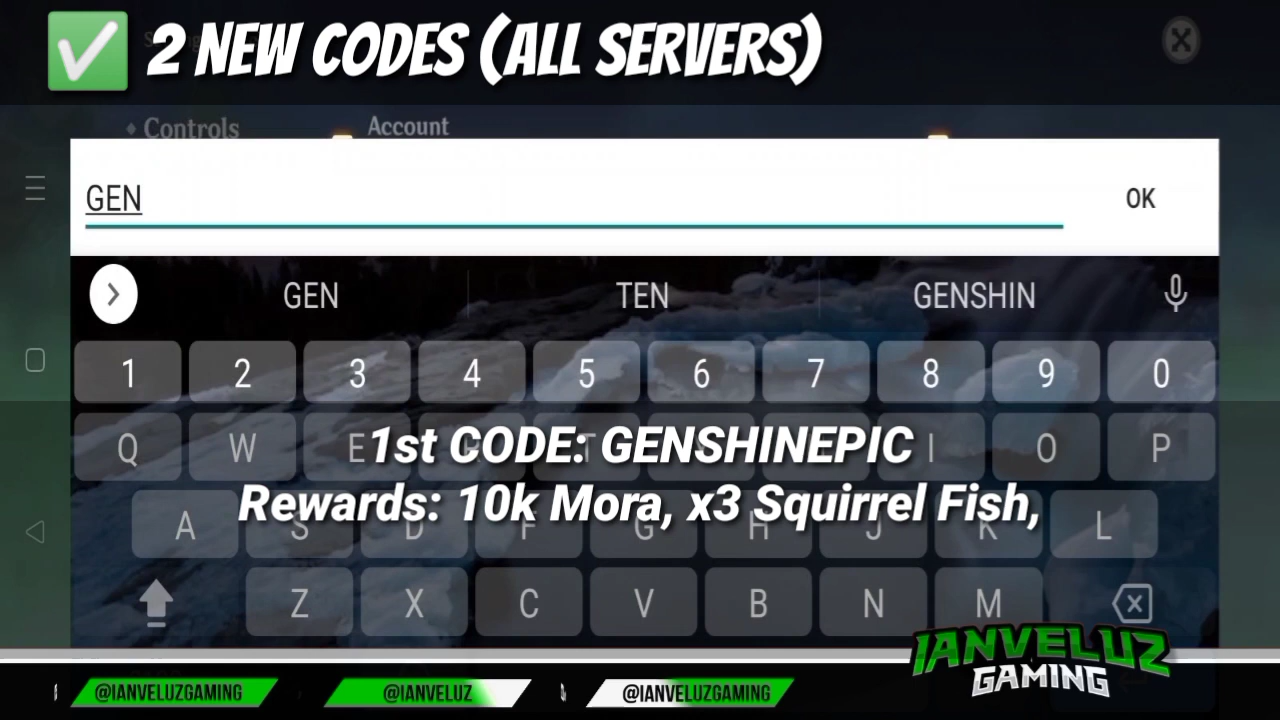 2 NEW CODES (ALL SERVERS)
Controls
Account
GEN
OK
GEN TEN GENSHIN
1 2 3 4 5 6 7 8 9 0
Q W E T I O P
1st CODE: GENSHINEPIC
Rewards: 10k Mora, x3 Squirrel Fish,
A S D F G H J K L
Z X C V B N M
IANVELUZ
GAMING
@IANVELUZGAMING @IANVELUZ @IANVELUZGAMING